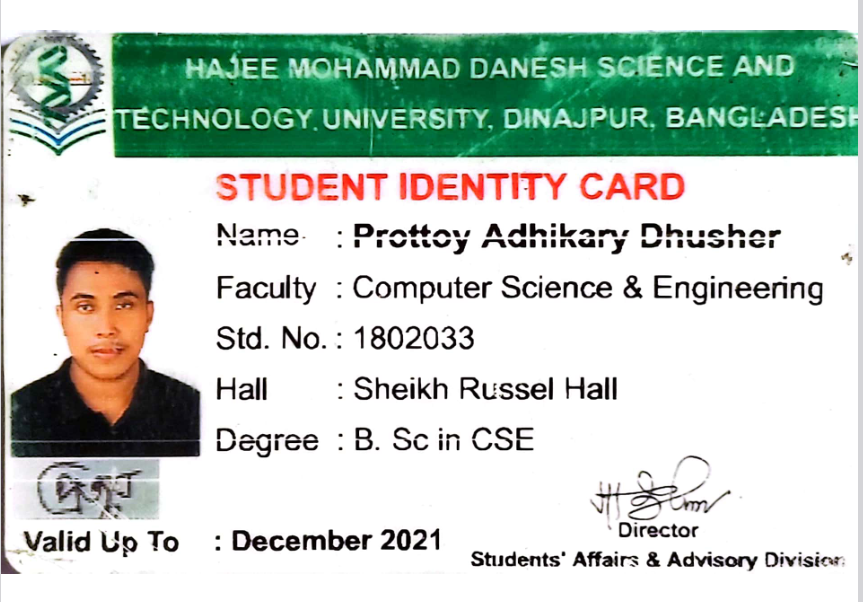 HAJEE MOHAMMAD DANESH SCIENCE AND
TECHNOLOGY UNIVERSITY, DINAJPUR, BANGLADESH
STUDENT IDENTITY CARD
Name : Prottoy Adhikary Dhusher
Faculty : Computer Science & Engineering
Std. No. : 1802033
Hall : Sheikh Russel Hall
Degree : B. Sc in CSE
Director
Valid Up To : December 2021
Students' Affairs & Advisory Division